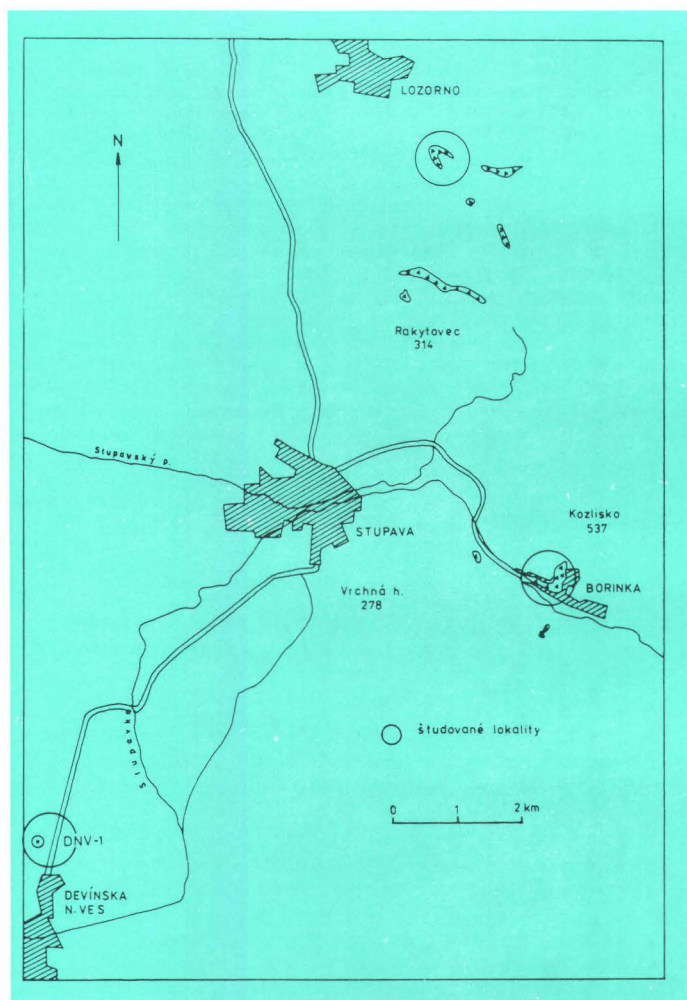 LOZORNO
N
Rakytovec
314
Stupavský p.
Kozlisko
537
STUPAVA
BORINKA
Vrchná h.
278
študované lokality
0 1 2 km
DNV-1
DEVÍNSKA
N. VES